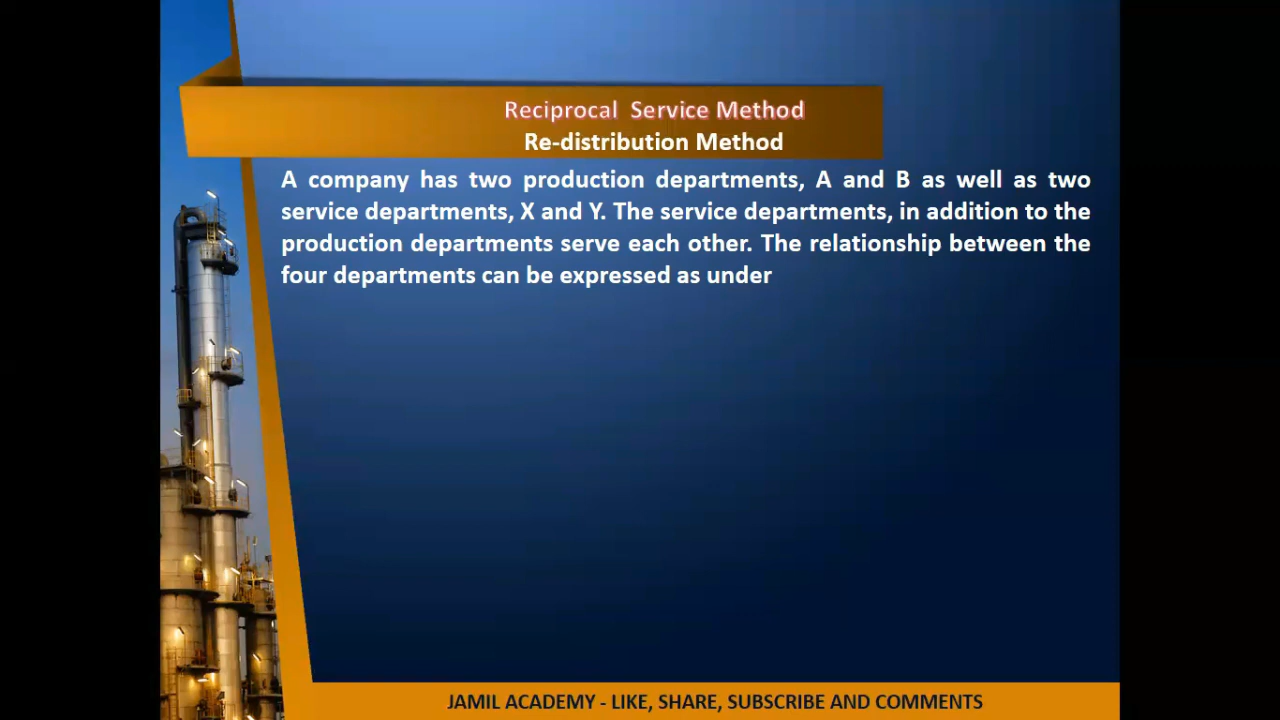 Reciprocal Service Method
Re-distribution Method
A company has two production departments, A and B as well as two
service departments, X and Y. The service departments, in addition to the
production departments serve each other. The relationship between the
four departments can be expressed as under
JAMIL ACADEMY - LIKE, SHARE, SUBSCRIBE AND COMMENTS